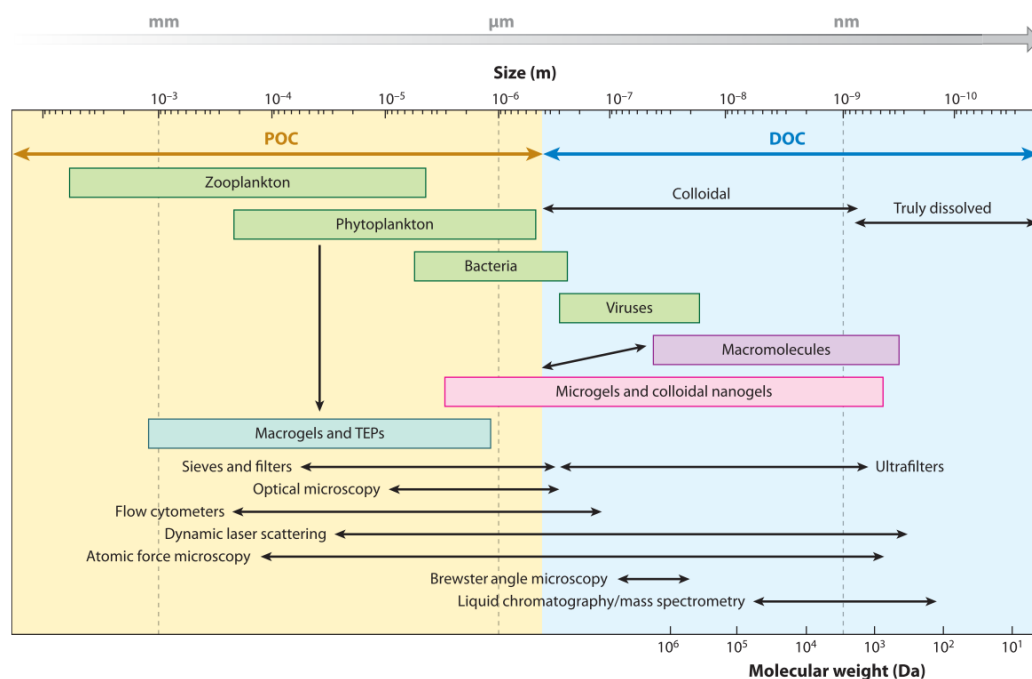 mm µm nm
Size (m)
10⁻³ 10⁻⁴ 10⁻⁵ 10⁻⁶ 10⁻⁷ 10⁻⁸ 10⁻⁹ 10⁻¹⁰
POC DOC
Zooplankton
Colloidal
Truly dissolved
Phytoplankton
Bacteria
Viruses
Macromolecules
Microgels and colloidal nanogels
Macrogels and TEPs
Sieves and filters Ultrafilters
Optical microscopy
Flow cytometers
Dynamic laser scattering
Atomic force microscopy
Brewster angle microscopy
Liquid chromatography/mass spectrometry
10⁶ 10⁵ 10⁴ 10³ 10² 10¹
Molecular weight (Da)